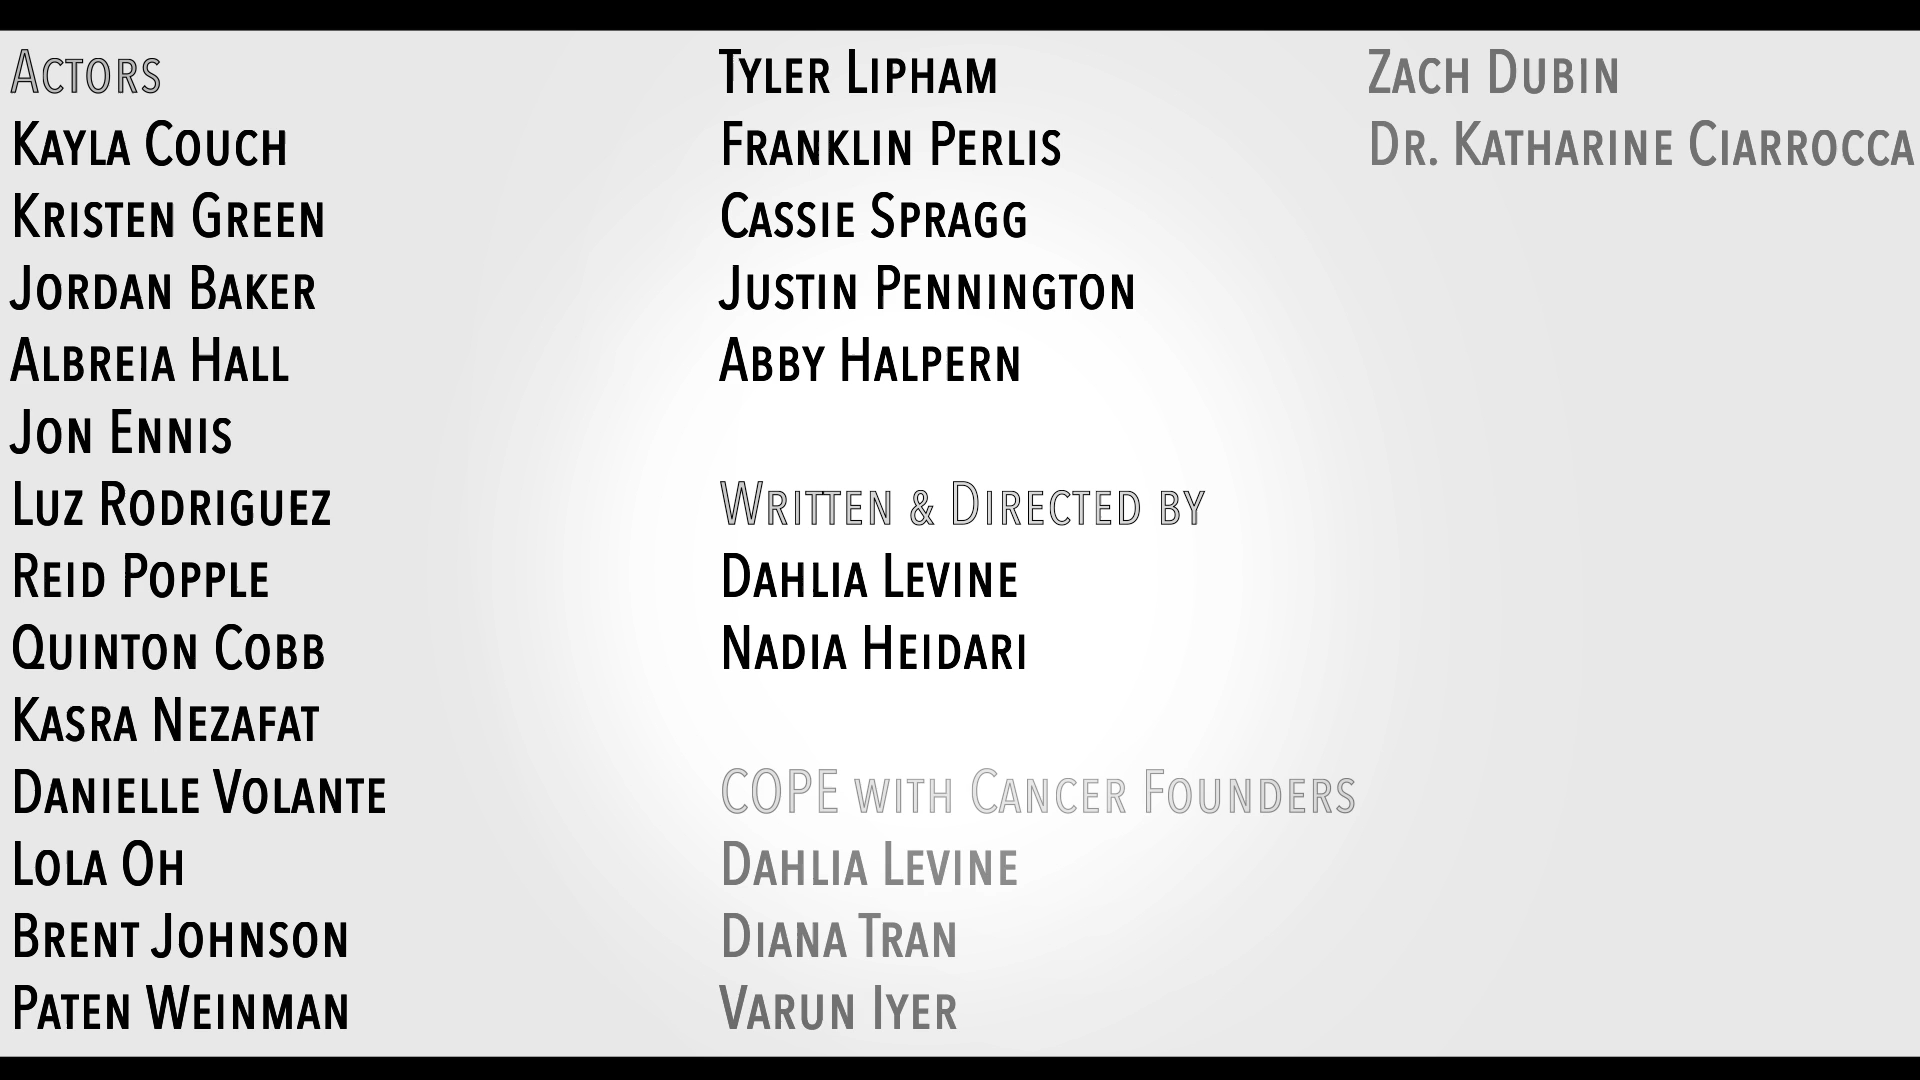 Actors
Kayla Couch
Kristen Green
Jordan Baker
Albreia Hall
Jon Ennis
Luz Rodriguez
Reid Popple
Quinton Cobb
Kasra Nezafat
Danielle Volante
Lola Oh
Brent Johnson
Paten Weinman
Tyler Lipham
Franklin Perlis
Cassie Spragg
Justin Pennington
Abby Halpern
Written & Directed by
Dahlia Levine
Nadia Heidari
COPE with Cancer Founders
Dahlia Levine
Diana Tran
Varun Iyer
Zach Dubin
Dr. Katharine Ciarrocca